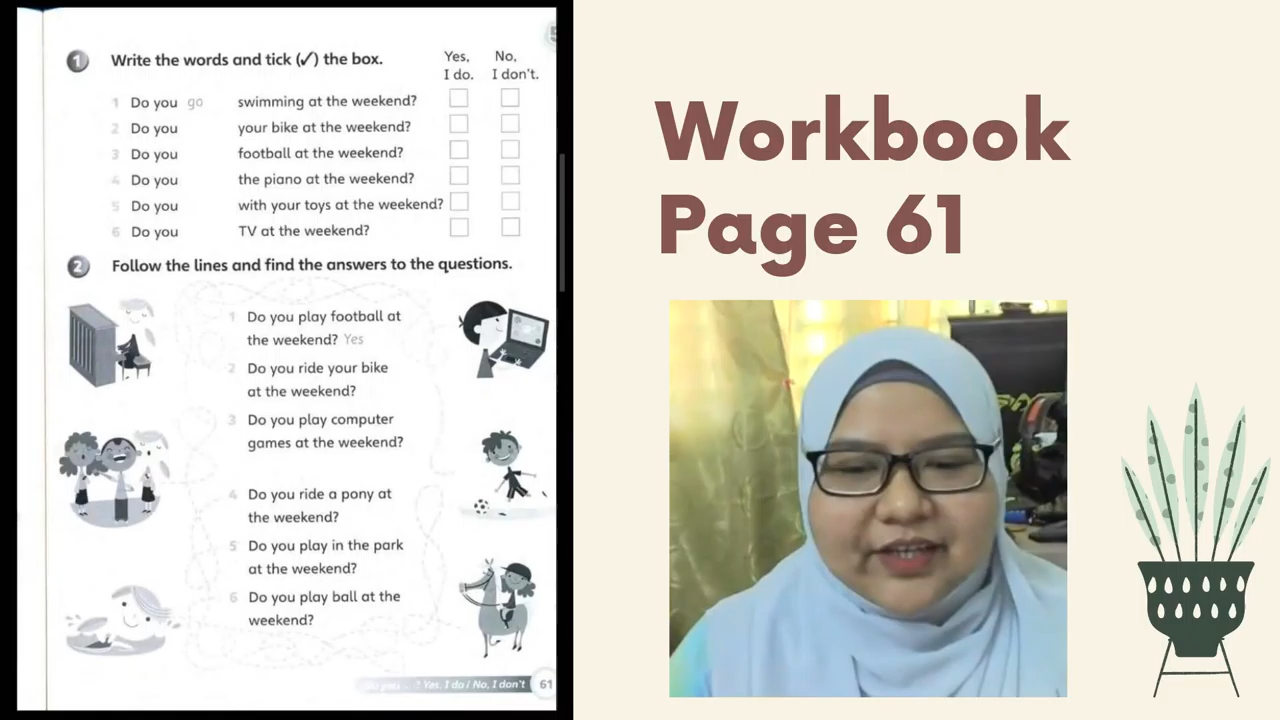 1 Write the words and tick (✓) the box.
Yes, I do.
No, I don't.
1 Do you go swimming at the weekend?
2 Do you your bike at the weekend?
3 Do you football at the weekend?
4 Do you the piano at the weekend?
5 Do you with your toys at the weekend?
6 Do you TV at the weekend?
2 Follow the lines and find the answers to the questions.
1 Do you play football at
the weekend? Yes
2 Do you ride your bike
at the weekend?
3 Do you play computer
games at the weekend?
4 Do you ride a pony at
the weekend?
5 Do you play in the park
at the weekend?
6 Do you play ball at the
weekend?
? Yes, I do / No, I don't
61
Workbook
Page 61